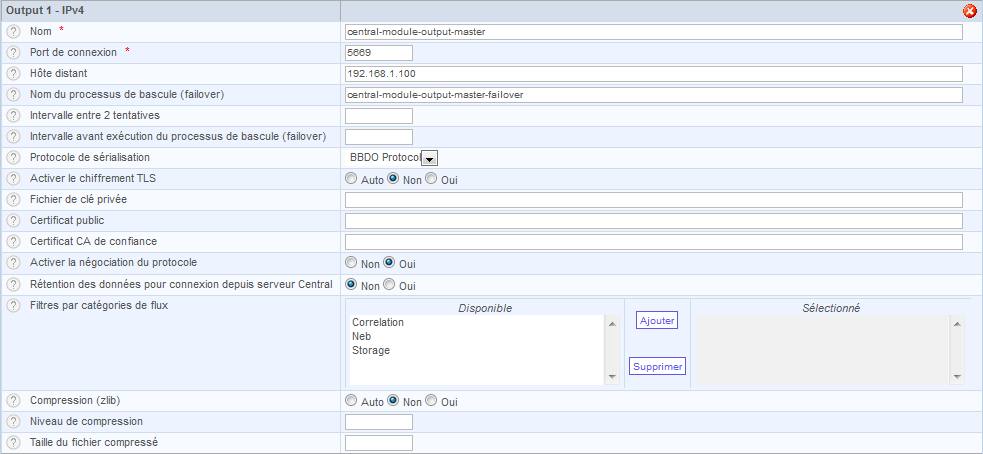 Output 1 - IPv4
? Nom * central-module-output-master
? Port de connexion * 5669
? Hôte distant 192.168.1.100
? Nom du processus de bascule (failover) central-module-output-master-failover
? Intervalle entre 2 tentatives
? Intervalle avant exécution du processus de bascule (failover)
? Protocole de sérialisation BBDO Protocol
? Activer le chiffrement TLS Auto Non Oui
? Fichier de clé privée
? Certificat public
? Certificat CA de confiance
? Activer la négociation du protocole Non Oui
? Rétention des données pour connexion depuis serveur Central Non Oui
? Filtres par catégories de flux
Disponible
Correlation
Neb
Storage
Ajouter
Supprimer
Sélectionné
? Compression (zlib) Auto Non Oui
? Niveau de compression
? Taille du fichier compressé